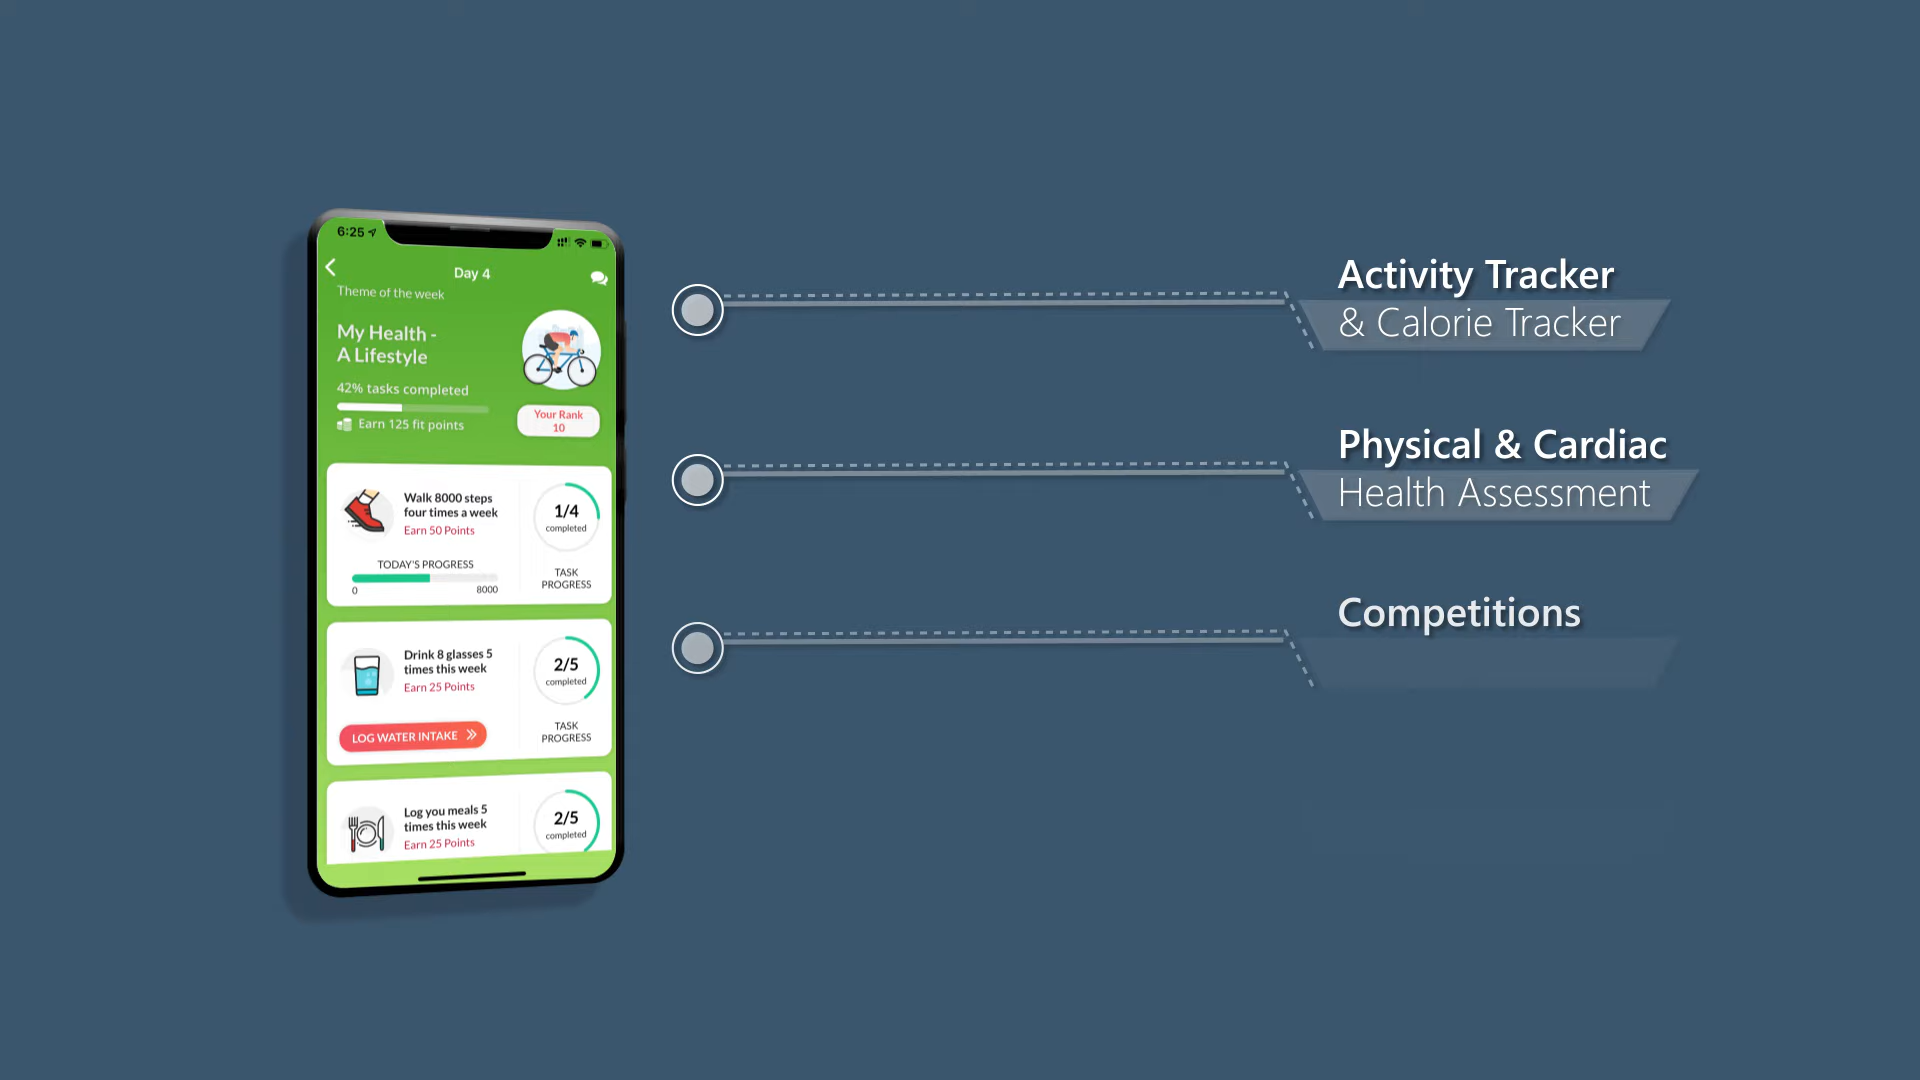 6:25
Day 4
Theme of the week
My Health -
A Lifestyle
42% tasks completed
Earn 125 fit points
Your Rank
10
Walk 8000 steps
four times a week
Earn 50 Points
1/4
completed
TODAY'S PROGRESS
0
8000
TASK
PROGRESS
Drink 8 glasses 5
times this week
Earn 25 Points
2/5
completed
LOG WATER INTAKE
TASK
PROGRESS
Log you meals 5
times this week
Earn 25 Points
2/5
completed
Activity Tracker
& Calorie Tracker
Physical & Cardiac
Health Assessment
Competitions